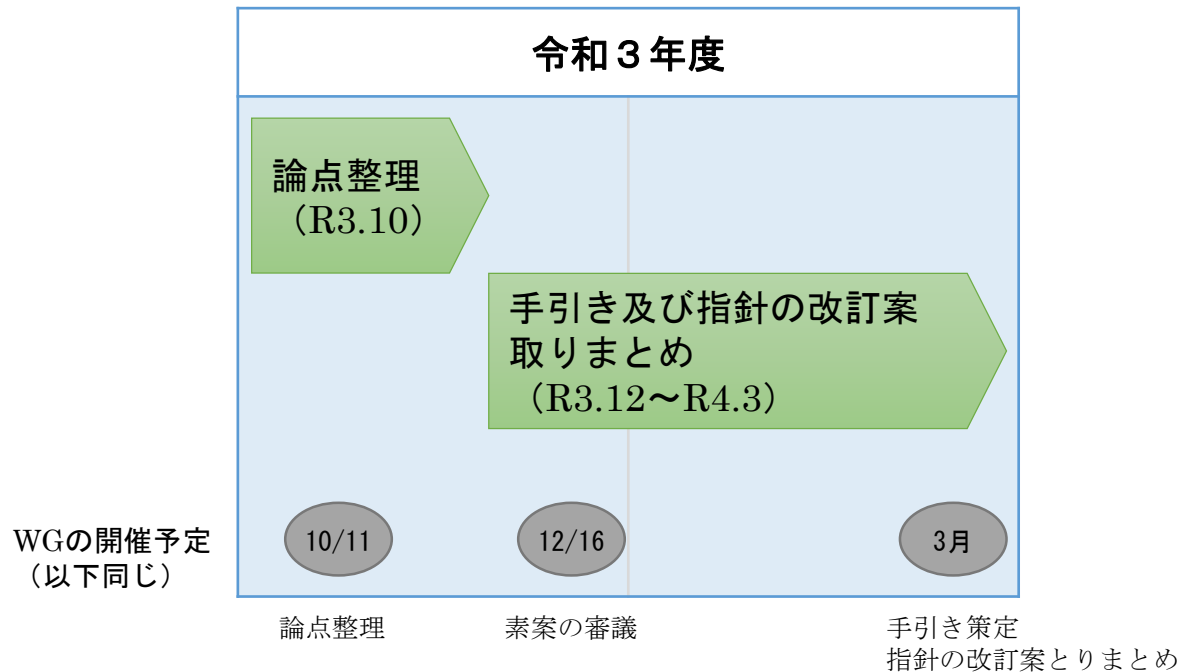 令和３年度
論点整理
（R3.10）
手引き及び指針の改訂案
取りまとめ
（R3.12～R4.3）
WGの開催予定
（以下同じ）
10/11
12/16
3月
論点整理
素案の審議
手引き策定
指針の改訂案とりまとめ